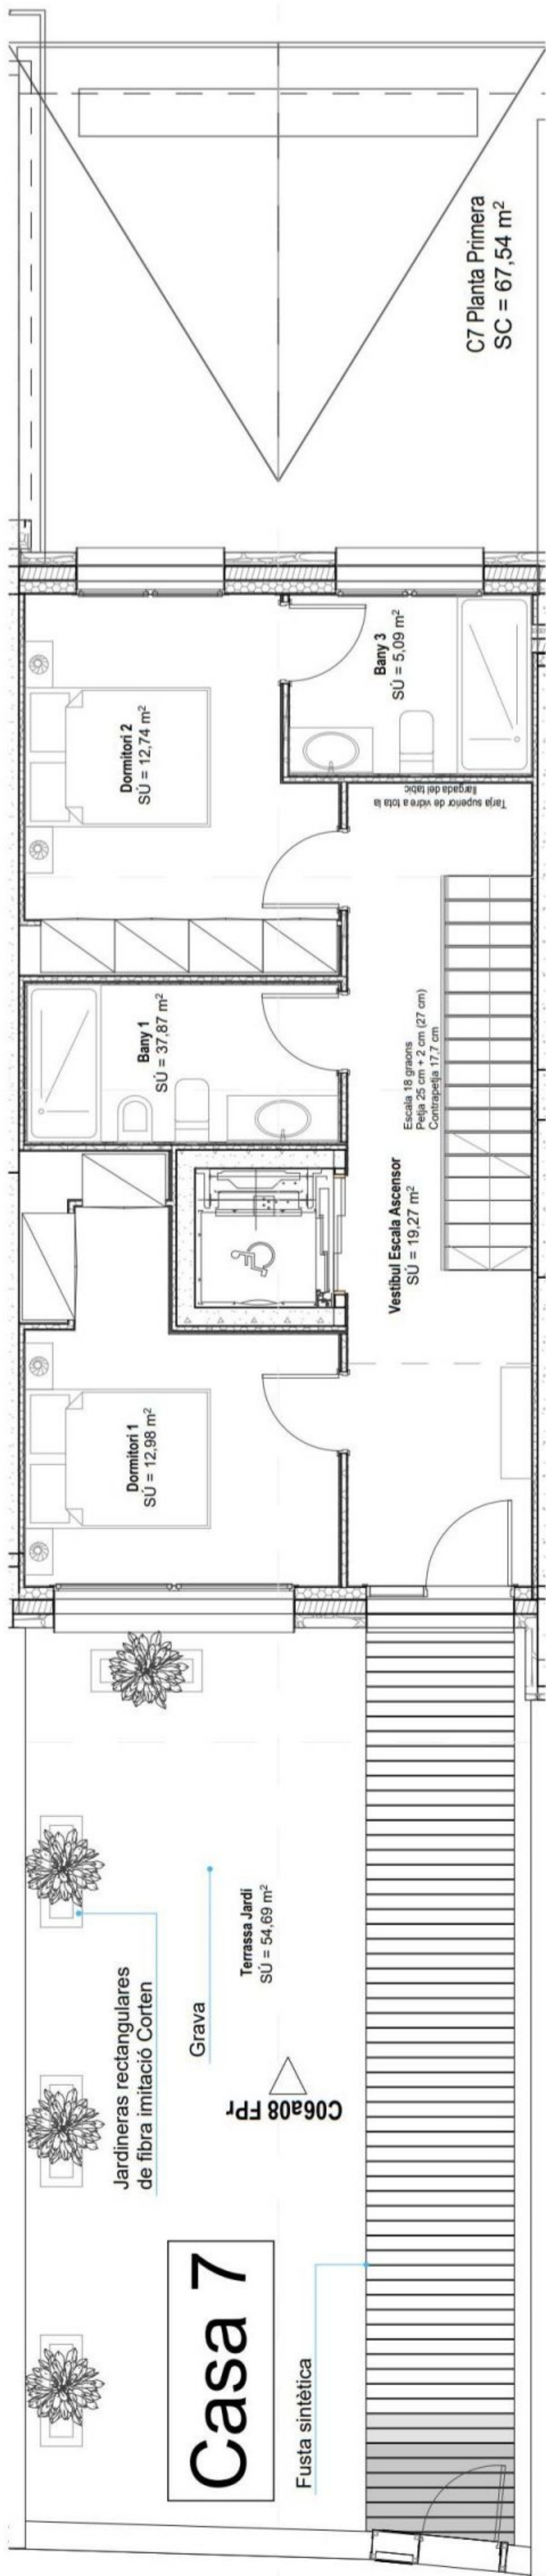 C7 Planta Primera
SC = 67,54 m²
Dormitori 2
SÚ = 12,74 m²
Bany 3
SÚ = 5,09 m²
Tarja superior de vidre a tota la
llargada del tabic
Bany 1
SÚ = 37,87 m²
Escala 18 graons
Petja 25 cm + 2 cm (27 cm)
Contrapetja 17,7 cm
Vestíbul Escala Ascensor
SÚ = 19,27 m²
Dormitori 1
SÚ = 12,98 m²
Jardineras rectangulares
de fibra imitació Corten
Grava
Terrassa Jardí
SÚ = 54,69 m²
C06a08 FPr
Casa 7
Fusta sintètica